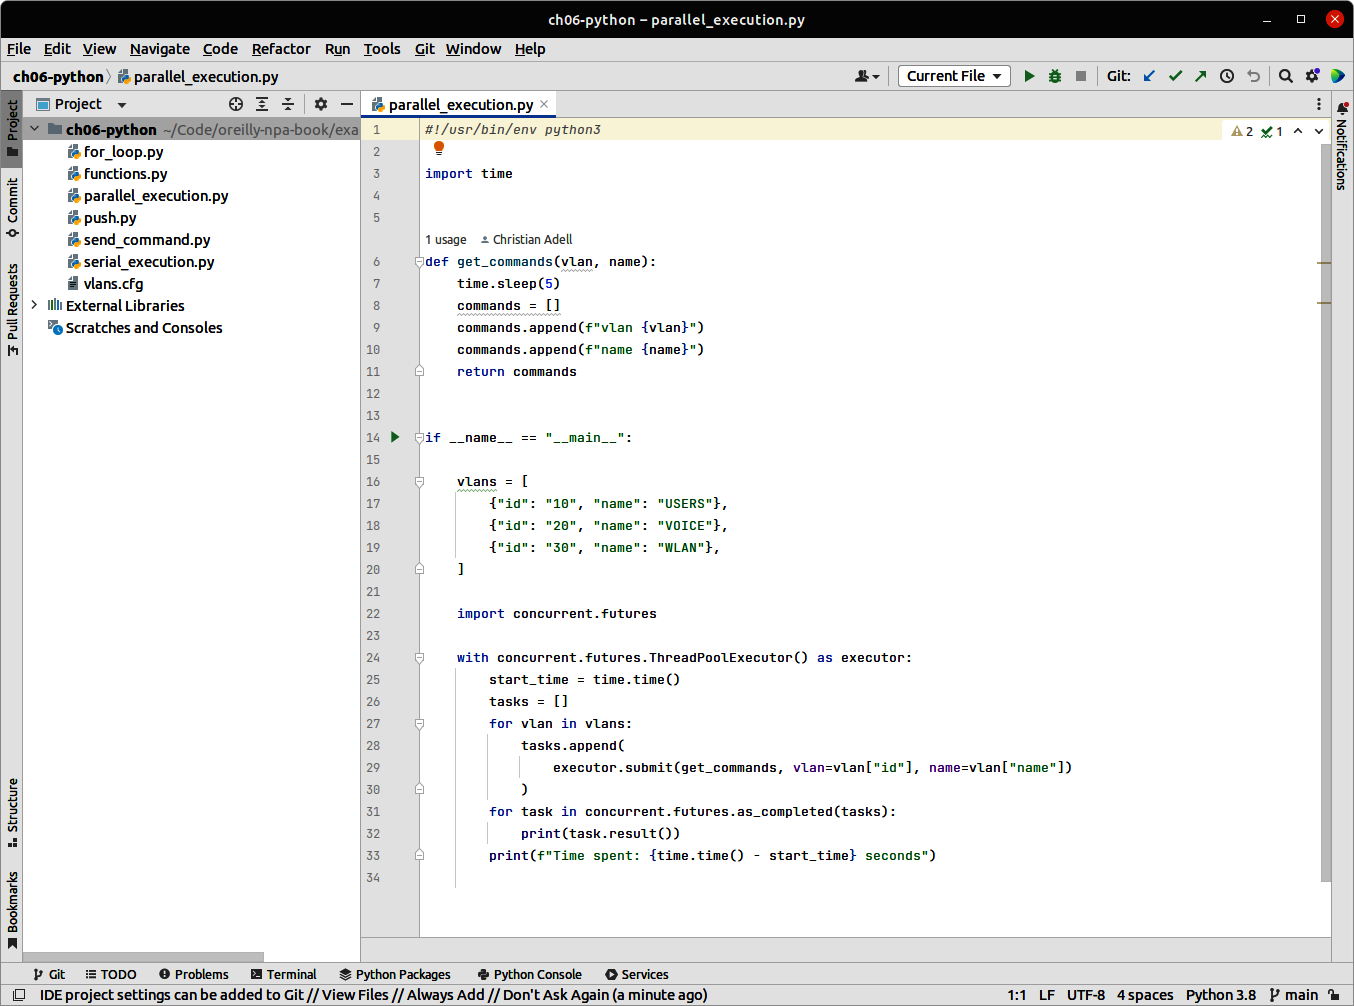 ch06-python – parallel_execution.py
File Edit View Navigate Code Refactor Run Tools Git Window Help
ch06-python parallel_execution.py Current File Git:
Project
parallel_execution.py
Project
Commit
Pull Requests
Structure
Bookmarks
Notifications
ch06-python ~/Code/oreilly-npa-book/exa
for_loop.py
functions.py
parallel_execution.py
push.py
send_command.py
serial_execution.py
vlans.cfg
External Libraries
Scratches and Consoles
2 1
1 #!/usr/bin/env python3
2
3 import time
4
5
1 usage Christian Adell
6 def get_commands(vlan, name):
7 time.sleep(5)
8 commands = []
9 commands.append(f"vlan {vlan}")
10 commands.append(f"name {name}")
11 return commands
12
13
14 if __name__ == "__main__":
15
16 vlans = [
17 {"id": "10", "name": "USERS"},
18 {"id": "20", "name": "VOICE"},
19 {"id": "30", "name": "WLAN"},
20 ]
21
22 import concurrent.futures
23
24 with concurrent.futures.ThreadPoolExecutor() as executor:
25 start_time = time.time()
26 tasks = []
27 for vlan in vlans:
28 tasks.append(
29 executor.submit(get_commands, vlan=vlan["id"], name=vlan["name"])
30 )
31 for task in concurrent.futures.as_completed(tasks):
32 print(task.result())
33 print(f"Time spent: {time.time() - start_time} seconds")
34
Git TODO Problems Terminal Python Packages Python Console Services
IDE project settings can be added to Git // View Files // Always Add // Don't Ask Again (a minute ago) 1:1 LF UTF-8 4 spaces Python 3.8 main